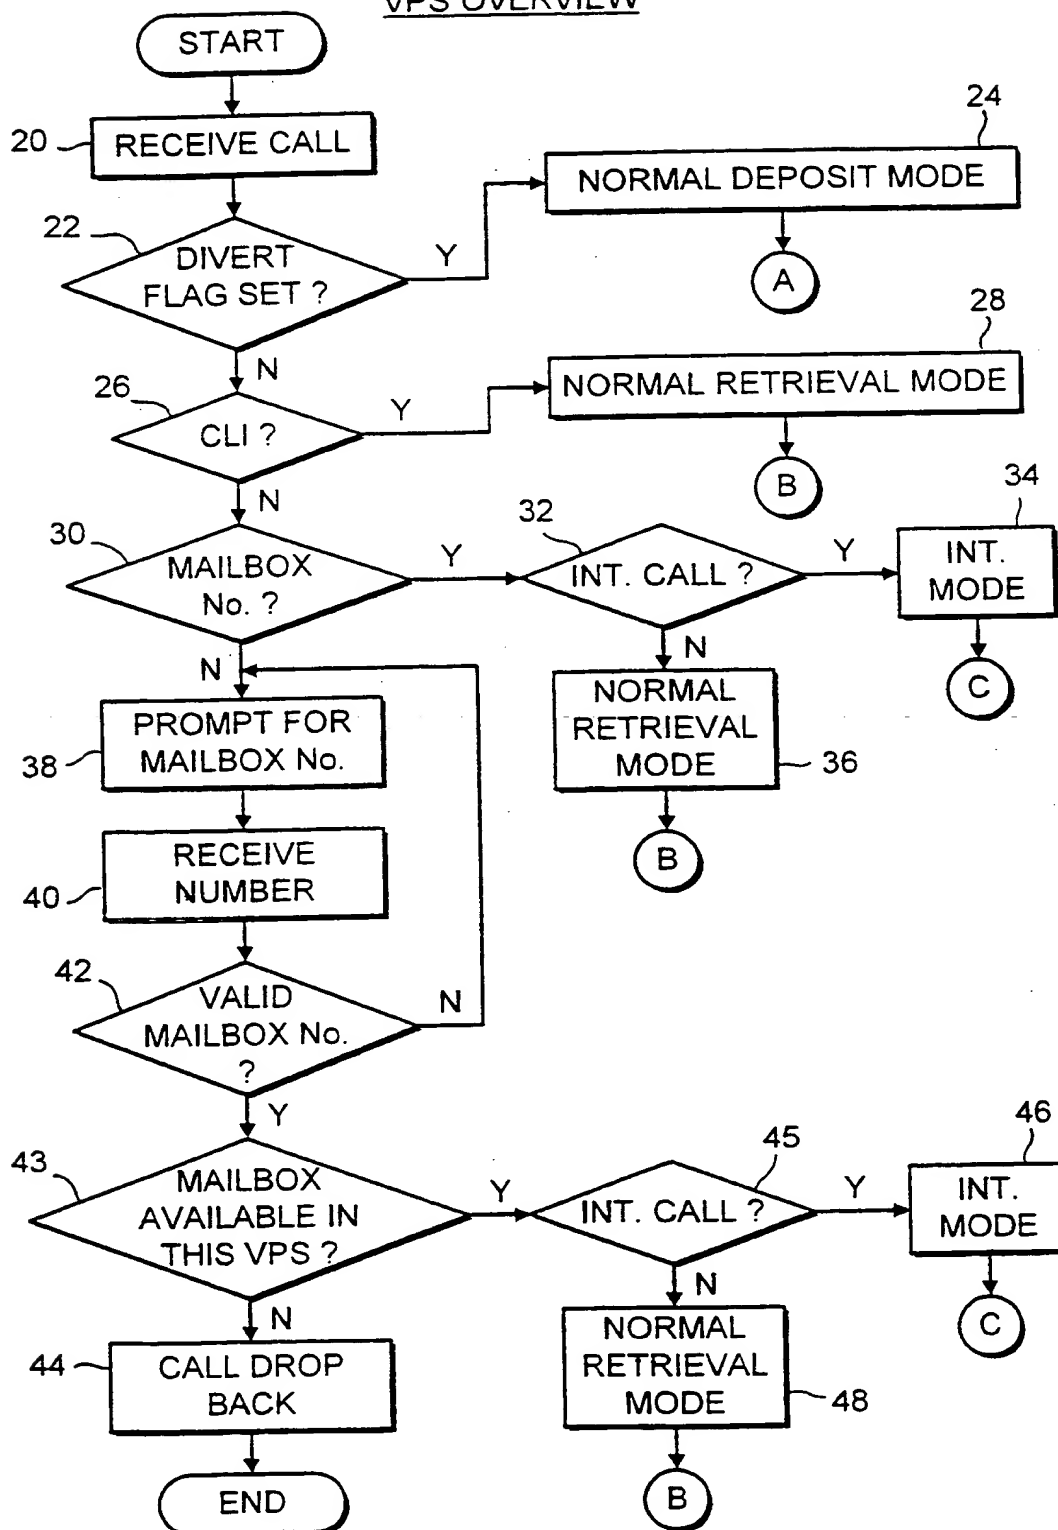 VPS OVERVIEW
START
20
RECEIVE CALL
24
NORMAL DEPOSIT MODE
22
DIVERT
FLAG SET ?
Y
A
N
28
NORMAL RETRIEVAL MODE
26
CLI ?
Y
B
N
30
MAILBOX
No. ?
Y
32
INT. CALL ?
Y
34
INT.
MODE
C
N
N
NORMAL
RETRIEVAL
MODE
36
B
38
PROMPT FOR
MAILBOX No.
40
RECEIVE
NUMBER
42
VALID
MAILBOX No.
?
N
Y
43
MAILBOX
AVAILABLE IN
THIS VPS ?
Y
45
INT. CALL ?
Y
46
INT.
MODE
C
N
N
44
CALL DROP
BACK
NORMAL
RETRIEVAL
MODE
48
END
B